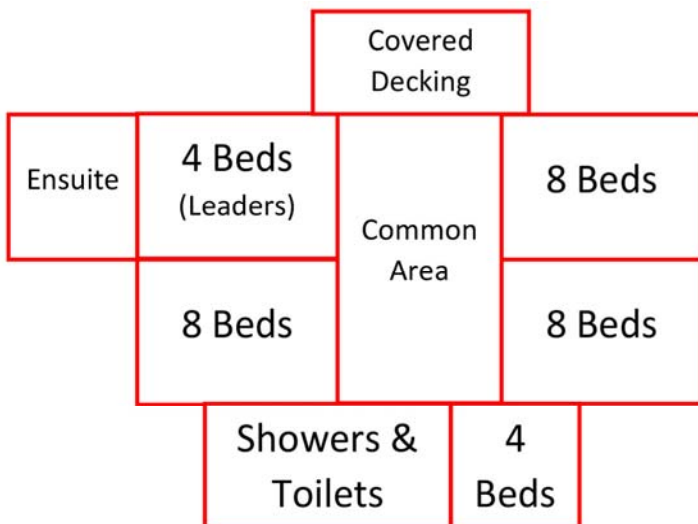 Covered
Decking
Ensuite
4 Beds
(Leaders)
Common
Area
8 Beds
8 Beds
8 Beds
Showers &
Toilets
4
Beds